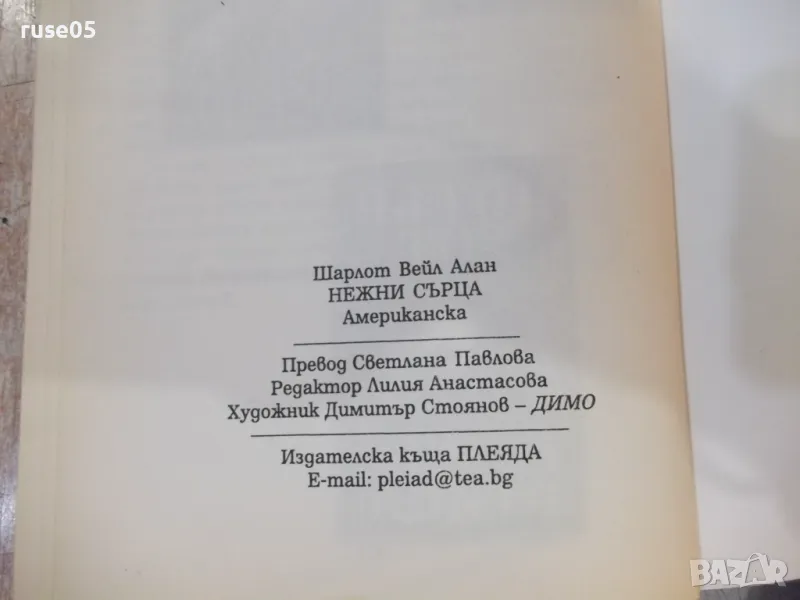 ruse05
Шарлот Вейл Алан
НЕЖНИ СЪРЦА
Американска
Превод Светлана Павлова
Редактор Лилия Анастасова
Художник Димитър Стоянов – ДИМО
Издателска къща ПЛЕЯДА
E-mail: pleiad@tea.bg
BAZAR